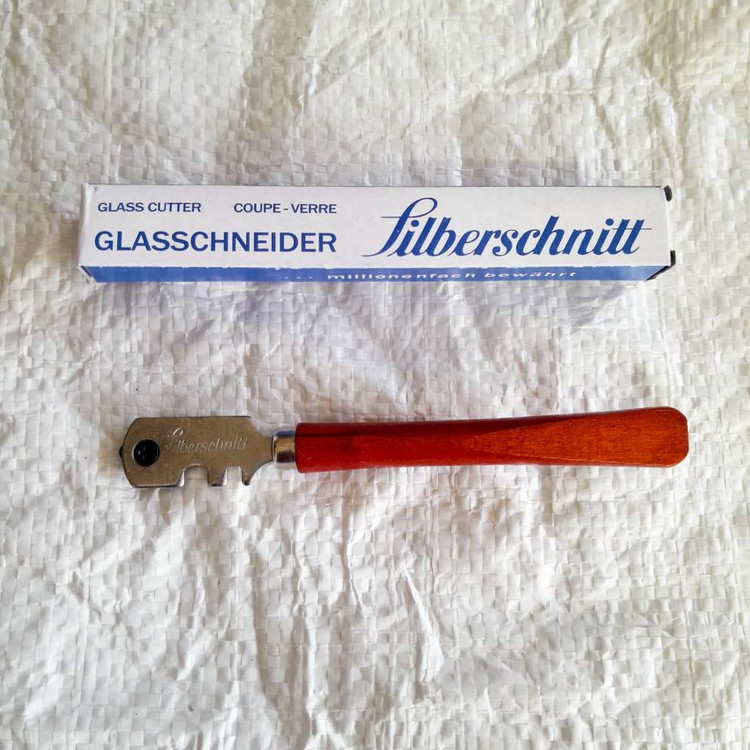 GLASS CUTTER COUPE-VERRE
GLASSCHNEIDER Silberschnitt
... millionenfach bewährt
Silberschnitt